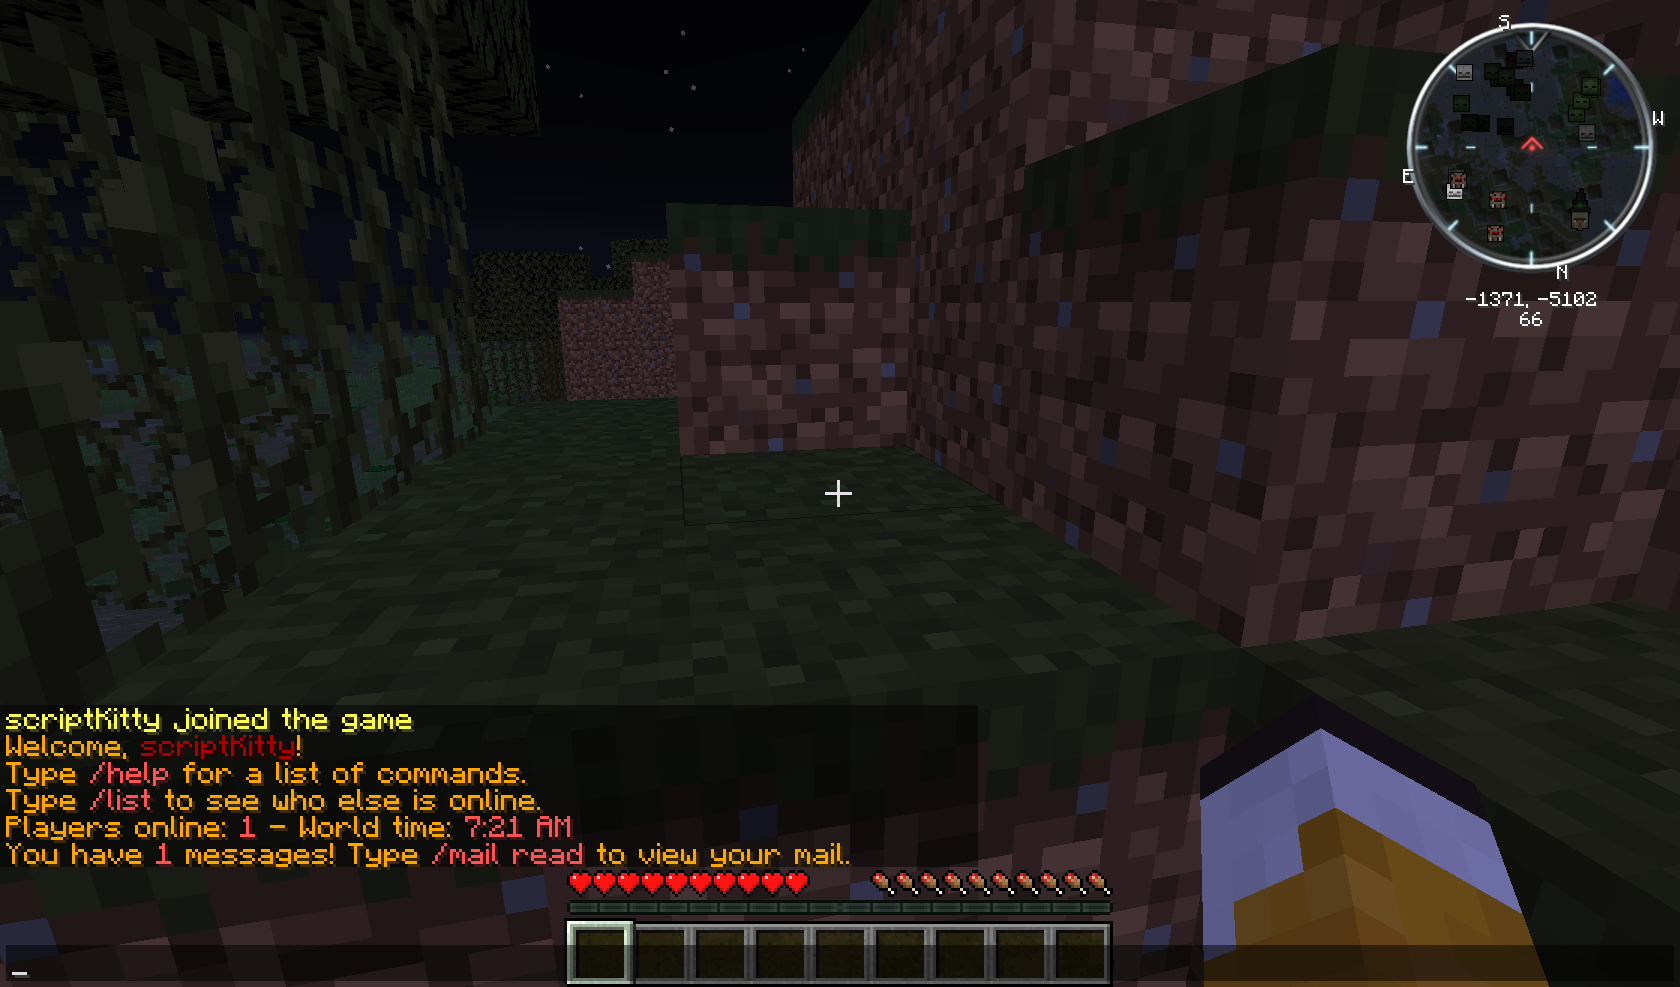 S
W
E
N
-1371, -5102
66
scriptKitty joined the game
Welcome, scriptKitty!
Type /help for a list of commands.
Type /list to see who else is online.
Players online: 1 - World time: 7:21 AM
You have 1 messages! Type /mail read to view your mail.